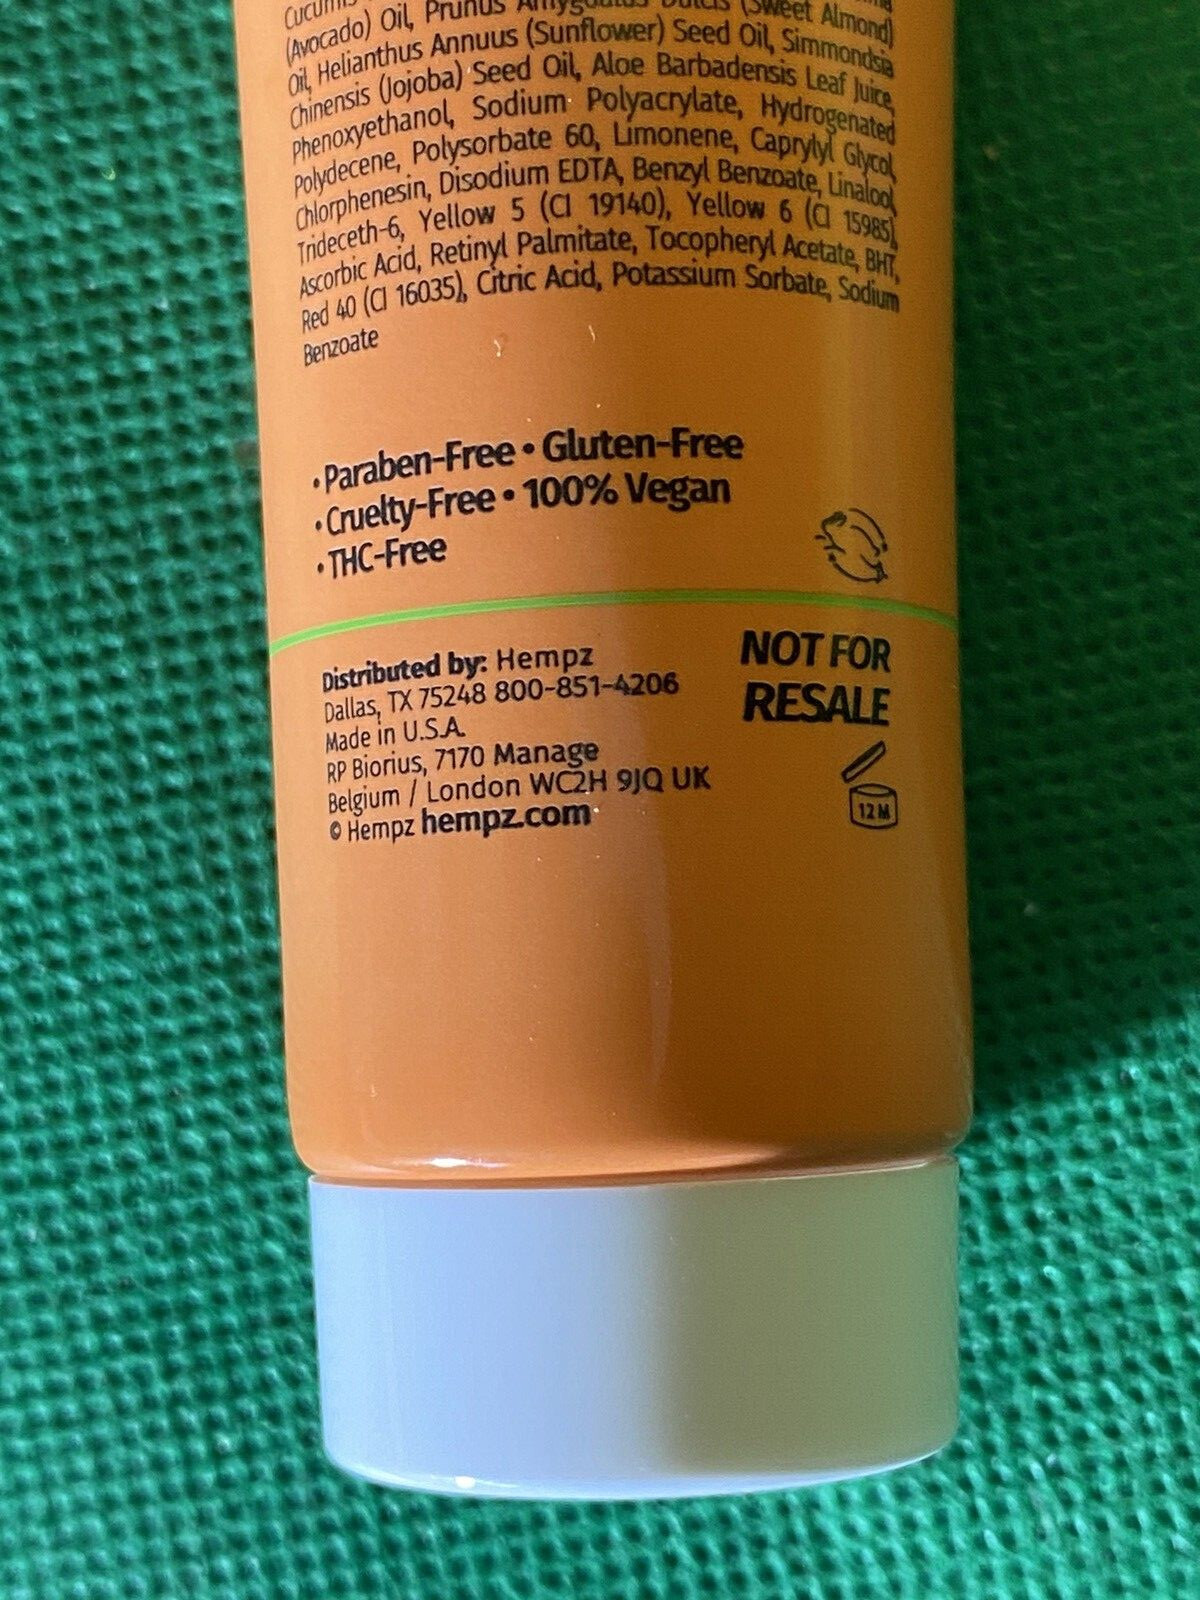 (Avocado) Oil, Prunus Amygdalus Dulcis (Sweet Almond)
Oil, Helianthus Annuus (Sunflower) Seed Oil, Simmondsia
Chinensis (Jojoba) Seed Oil, Aloe Barbadensis Leaf Juice,
Phenoxyethanol, Sodium Polyacrylate, Hydrogenated
Polydecene, Polysorbate 60, Limonene, Caprylyl Glycol,
Chlorphenesin, Disodium EDTA, Benzyl Benzoate, Linalool,
Trideceth-6, Yellow 5 (CI 19140), Yellow 6 (CI 15985),
Ascorbic Acid, Retinyl Palmitate, Tocopheryl Acetate, BHT,
Red 40 (CI 16035), Citric Acid, Potassium Sorbate, Sodium
Benzoate
• Paraben-Free • Gluten-Free
• Cruelty-Free • 100% Vegan
• THC-Free
Distributed by: Hempz
Dallas, TX 75248 800-851-4206
Made in U.S.A.
RP Biorius, 7170 Manage
Belgium / London WC2H 9JQ UK
© Hempz hempz.com
NOT FOR
RESALE
12 M